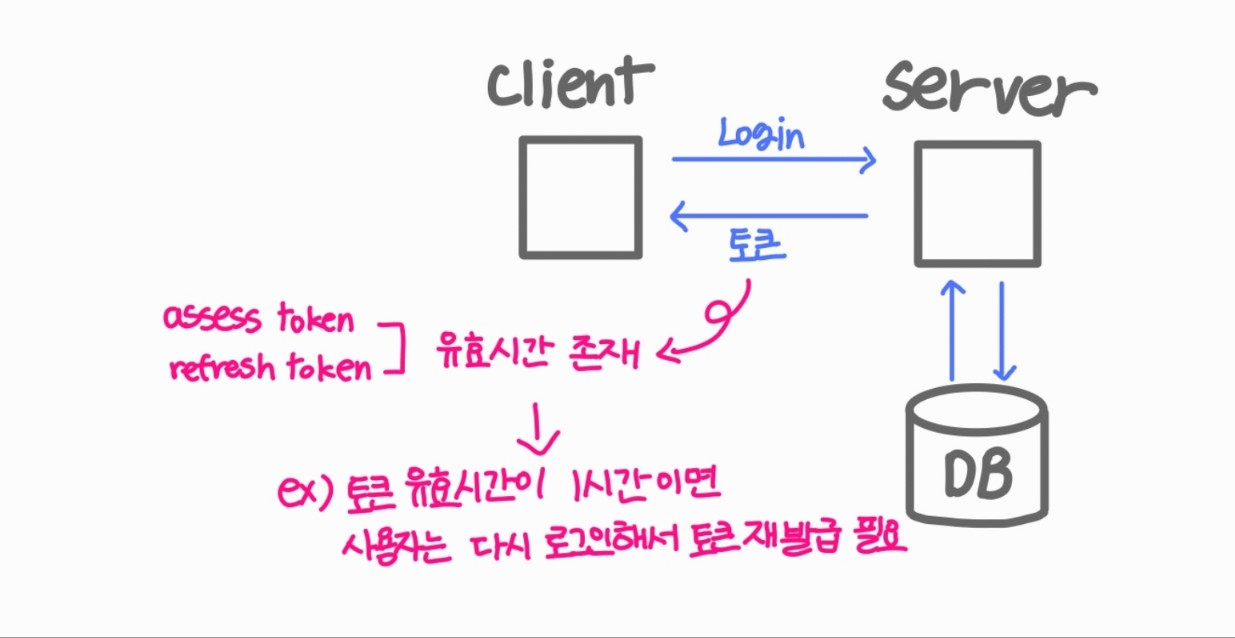 Client
Server
Login
토큰
assess token
refresh token
유효시간 존재
ex) 토큰 유효시간이 1시간이면
사용자는 다시 로그인해서 토큰 재발급 필요
DB